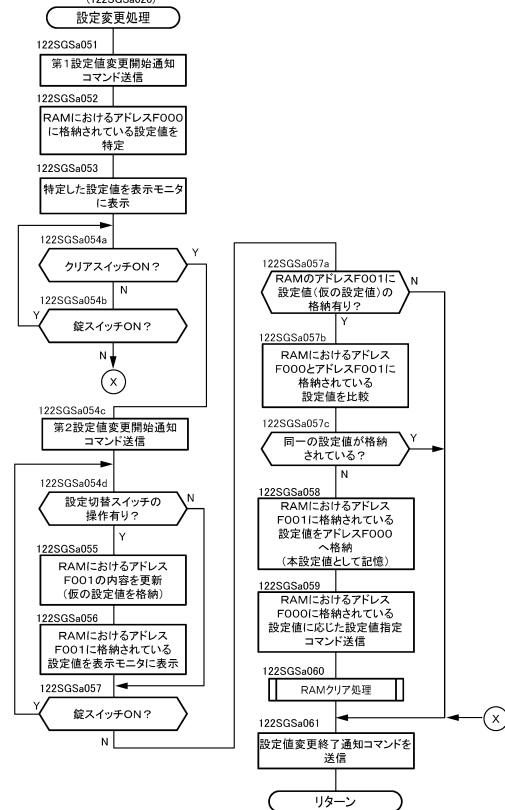 (122SGSa026)
設定変更処理
122SGSa051
第1設定値変更開始通知
コマンド送信
122SGSa052
RAMにおけるアドレスF000
に格納されている設定値を
特定
122SGSa053
特定した設定値を表示モニタ
に表示
122SGSa054a
クリアスイッチON?
Y
N
122SGSa054b
錠スイッチON?
Y
N
X
122SGSa054c
第2設定値変更開始通知
コマンド送信
122SGSa054d
設定切替スイッチの
操作有り?
N
Y
122SGSa055
RAMにおけるアドレス
F001の内容を更新
(仮の設定値を格納)
122SGSa056
RAMにおけるアドレス
F001に格納されている
設定値を表示モニタに表示
122SGSa057
錠スイッチON?
Y
N
122SGSa057a
RAMのアドレスF001に
設定値(仮の設定値)の
格納有り?
N
Y
122SGSa057b
RAMにおけるアドレス
F000とアドレスF001に
格納されている
設定値を比較
122SGSa057c
同一の設定値が格納
されている?
Y
N
122SGSa058
RAMにおけるアドレス
F001に格納されている
設定値をアドレスF000
へ格納
(本設定値として記憶)
122SGSa059
RAMにおけるアドレス
F000に格納されている
設定値に応じた設定値指定
コマンド送信
122SGSa060
RAMクリア処理
X
122SGSa061
設定値変更終了通知コマンドを
送信
リターン